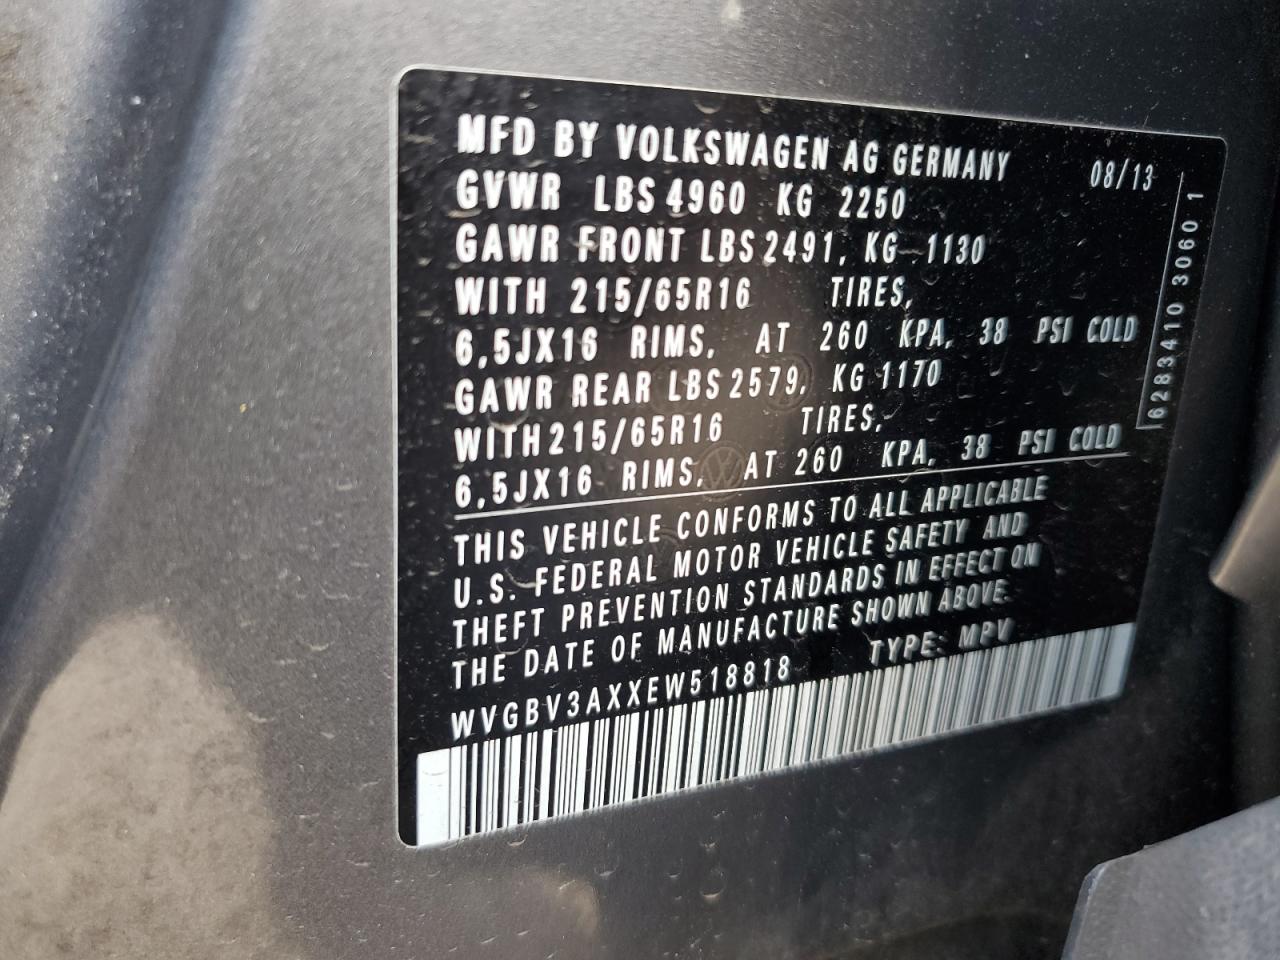 MFD BY VOLKSWAGEN AG GERMANY 08/13
GVWR LBS 4960 KG 2250
GAWR FRONT LBS 2491, KG 1130
WITH 215/65R16 TIRES,
6,5JX16 RIMS, AT 260 KPA, 38 PSI COLD
GAWR REAR LBS 2579, KG 1170
WITH 215/65R16 TIRES,
6,5JX16 RIMS, AT 260 KPA, 38 PSI COLD
THIS VEHICLE CONFORMS TO ALL APPLICABLE
U.S. FEDERAL MOTOR VEHICLE SAFETY AND
THEFT PREVENTION STANDARDS IN EFFECT ON
THE DATE OF MANUFACTURE SHOWN ABOVE.
WVGBV3AXXEW518818 TYPE: MPV
6283410 3060 1